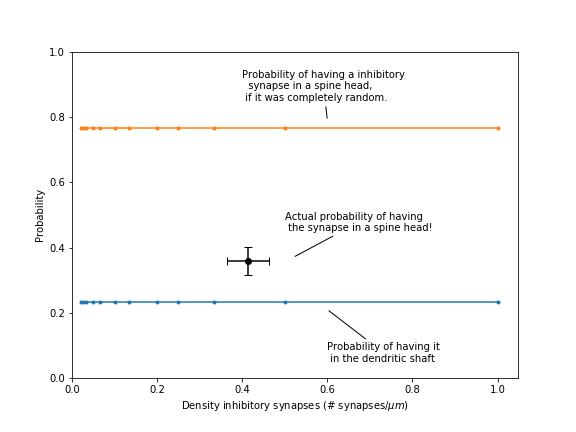 1.0
Probability of having a inhibitory
synapse in a spine head,
if it was completely random.
0.8
0.6
Actual probability of having
the synapse in a spine head!
Probability
0.4
0.2
Probability of having it
in the dendritic shaft
0.0
0.0 0.2 0.4 0.6 0.8 1.0
Density inhibitory synapses (# synapses/μm)